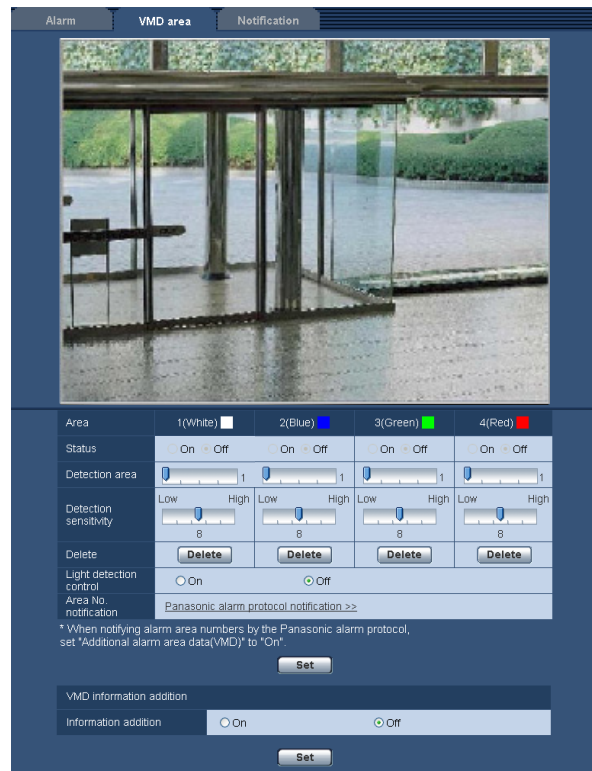 Alarm VMD area Notification
Area 1(White) 2(Blue) 3(Green) 4(Red)
Status On Off On Off On Off On Off
Detection area 1 1 1 1
Detection sensitivity Low High Low High Low High Low High
8 8 8 8
Delete Delete Delete Delete Delete
Light detection control On Off
Area No. notification Panasonic alarm protocol notification >>
* When notifying alarm area numbers by the Panasonic alarm protocol,
set "Additional alarm area data(VMD)" to "On".
Set
VMD information addition
Information addition On Off
Set